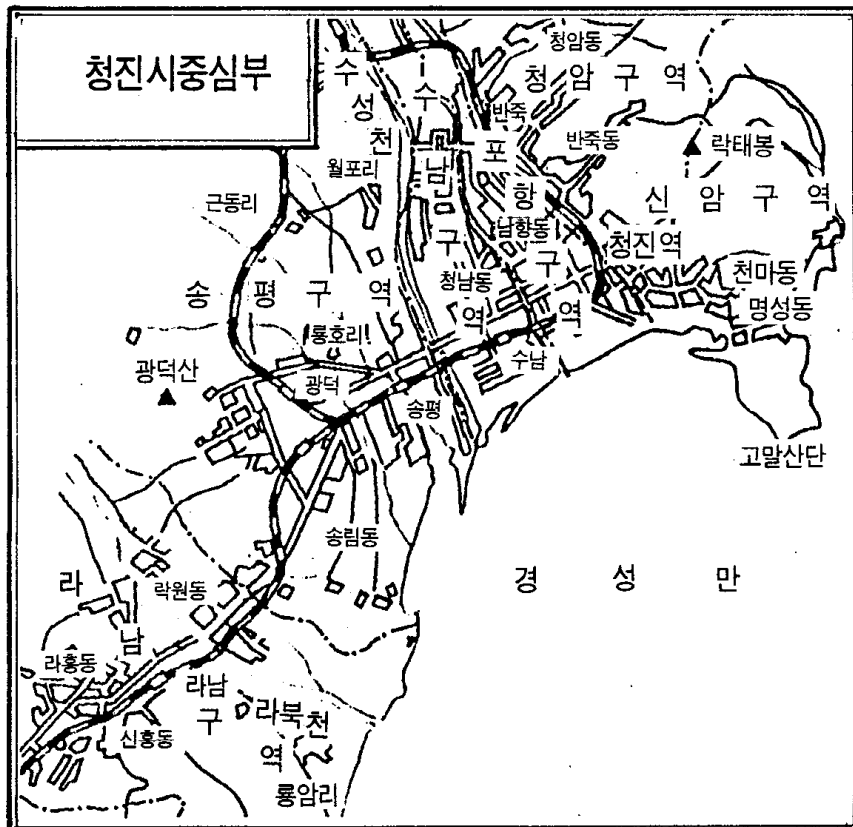 청진시중심부
청암동
청암구역
수성천
수남구역
반죽
포항구역
반죽동
락태봉
월포리
근동리
신암구역
남향동
청진역
청남동
천마동
송평구역
명성동
룡호리
수남
광덕산
광덕
송평
고말산단
송림동
경성만
라남구역
락원동
라흥동
라남
라북천
신흥동
룡암리